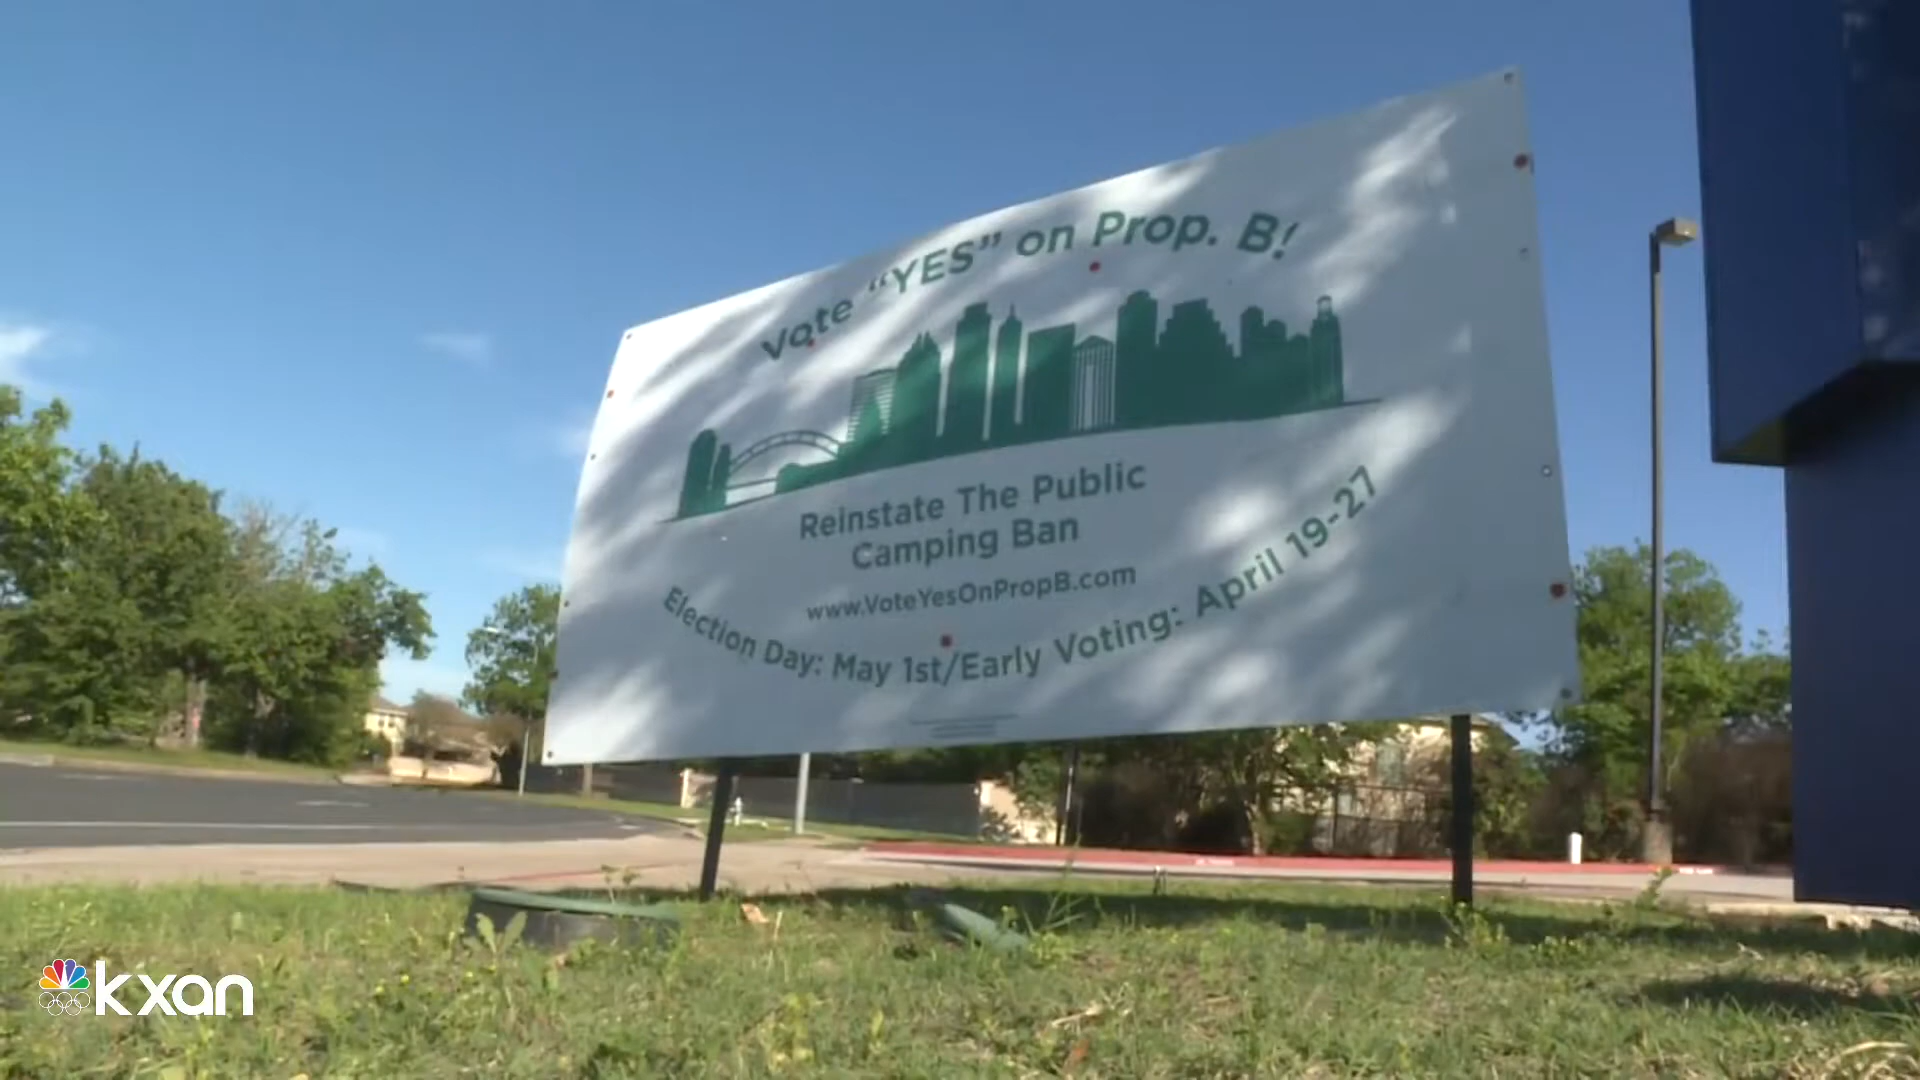 Vote “YES” on Prop. B!
Reinstate The Public
Camping Ban
www.VoteYesOnPropB.com
Election Day: May 1st/Early Voting: April 19-27
kxan